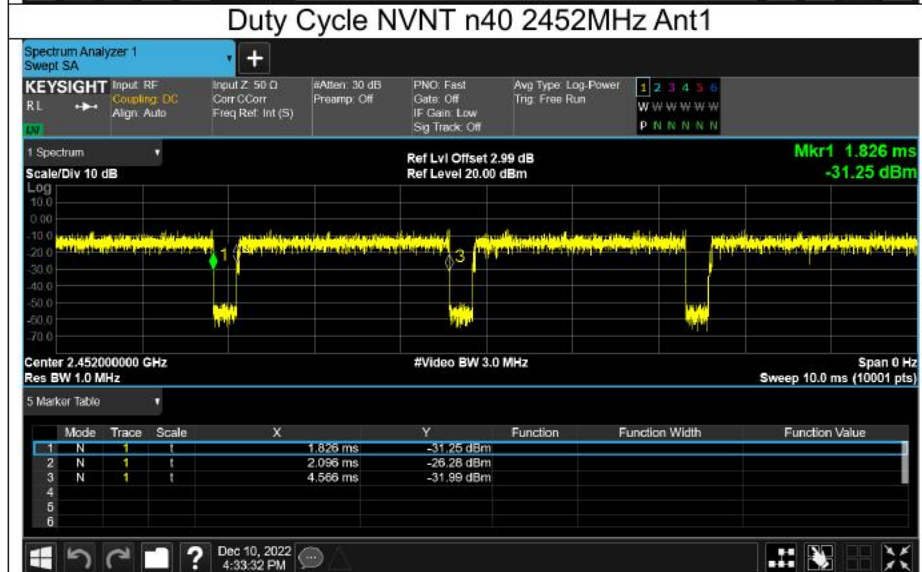 Duty Cycle NVNT n40 2452MHz Ant1
Spectrum Analyzer 1
Swept SA
+
KEYSIGHT Input: RF Input Z: 50 Ω #Atten: 30 dB PNO: Fast Avg Type: Log-Power 1 2 3 4 5 6
RL Coupling: DC Corr CCorr Preamp: Off Gate: Off Trig: Free Run W W W W W W
Align: Auto Freq Ref: Int (S) IF Gain: Low
Sig Track: Off P N N N N N
1 Spectrum Ref Lvl Offset 2.99 dB Mkr1 1.826 ms
Scale/Div 10 dB Ref Level 20.00 dBm -31.25 dBm
Log
10.0
0.00
-10.0
-20.0
-30.0
-40.0
-50.0
-60.0
-70.0
1
3
Center 2.452000000 GHz #Video BW 3.0 MHz Span 0 Hz
Res BW 1.0 MHz Sweep 10.0 ms (10001 pts)
5 Marker Table
Mode Trace Scale X Y Function Function Width Function Value
1 N 1 t 1.826 ms -31.25 dBm
2 N 1 t 2.096 ms -26.28 dBm
3 N 1 t 4.566 ms -31.99 dBm
4
5
6
? Dec 10, 2022
4:33:32 PM